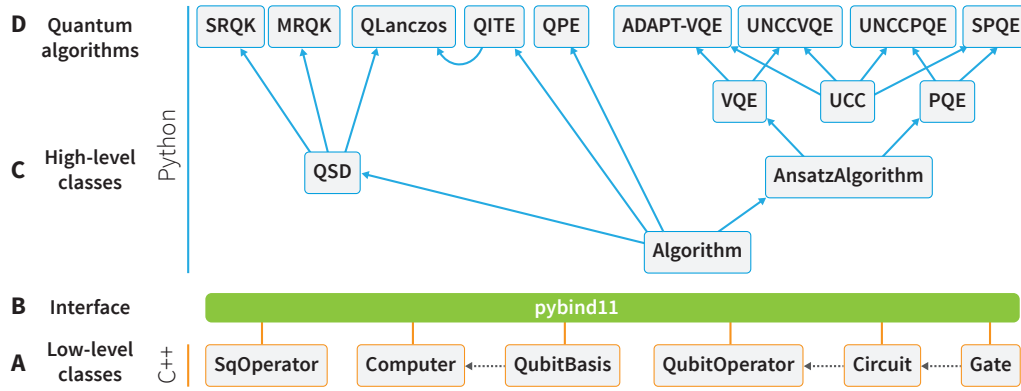 D Quantum algorithms
SRQK MRQK QLanczos QITE QPE ADAPT-VQE UNCCVQE UNCCPQE SPQE
VQE UCC PQE
Python
C High-level classes
QSD AnsatzAlgorithm
Algorithm
B Interface pybind11
A Low-level classes
C++
SqOperator Computer QubitBasis QubitOperator Circuit Gate